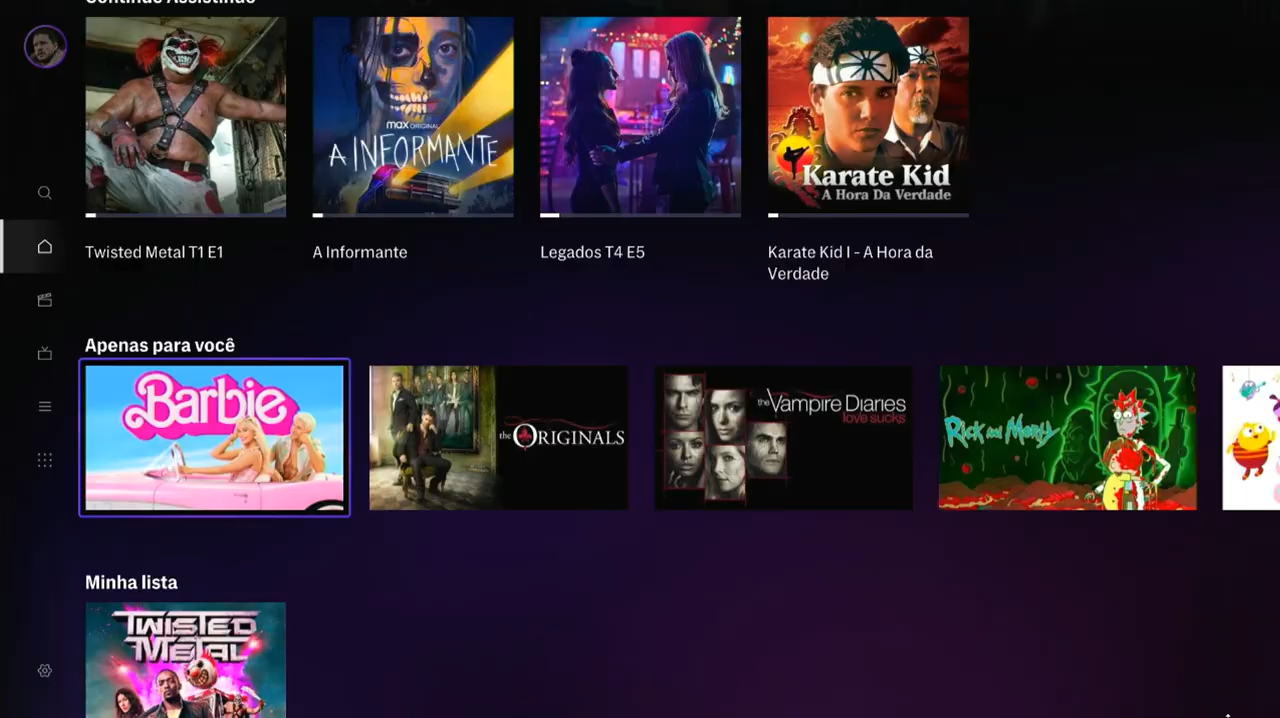 Continue Assistindo
max ORIGINAL
A INFORMANTE
Karate Kid
A Hora Da Verdade
Twisted Metal T1 E1
A Informante
Legados T4 E5
Karate Kid I - A Hora da
Verdade
Apenas para você
Barbie
the ORIGINALS
the Vampire Diaries
love sucks
Rick and Morty
Minha lista
TWISTED
METAL